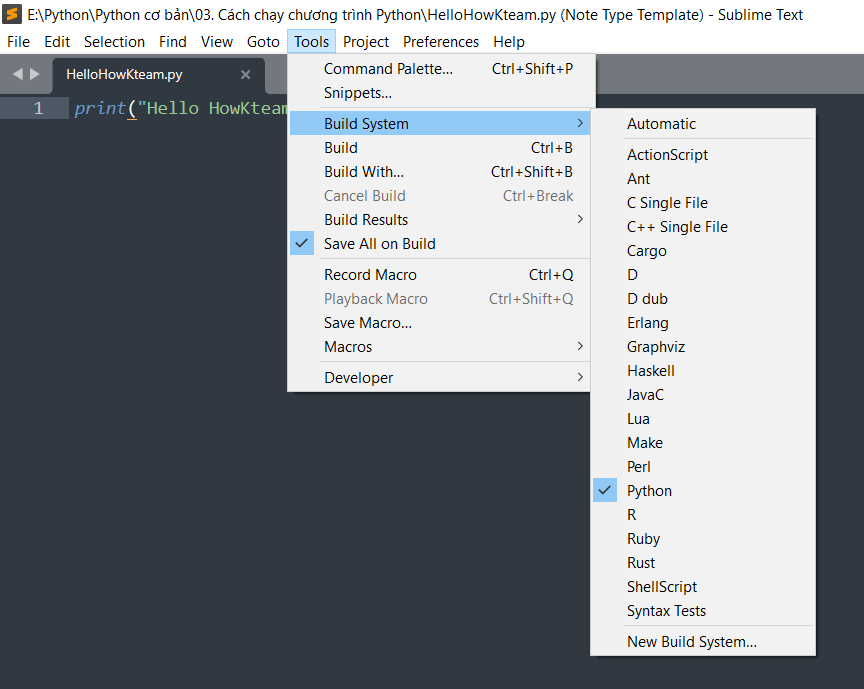 E:\Python\Python cơ bản\03. Cách chạy chương trình Python\HelloHowKteam.py (Note Type Template) - Sublime Text
File Edit Selection Find View Goto Tools Project Preferences Help
HelloHowKteam.py
1 print("Hello HowKteam
Command Palette... Ctrl+Shift+P
Snippets...
Build System
Build Ctrl+B
Build With... Ctrl+Shift+B
Cancel Build Ctrl+Break
Build Results
Save All on Build
Record Macro Ctrl+Q
Playback Macro Ctrl+Shift+Q
Save Macro...
Macros
Developer
Automatic
ActionScript
Ant
C Single File
C++ Single File
Cargo
D
D dub
Erlang
Graphviz
Haskell
JavaC
Lua
Make
Perl
Python
R
Ruby
Rust
ShellScript
Syntax Tests
New Build System...